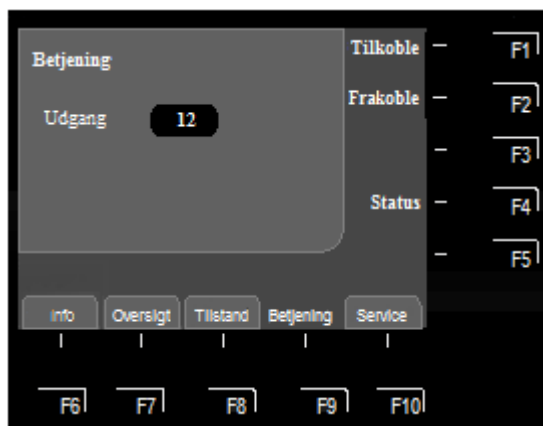 Betjening
Udgang 12
Tilkoble F1
Frakoble F2
F3
Status F4
F5
Info Oversigt Tilstand Betjening Service
F6 F7 F8 F9 F10